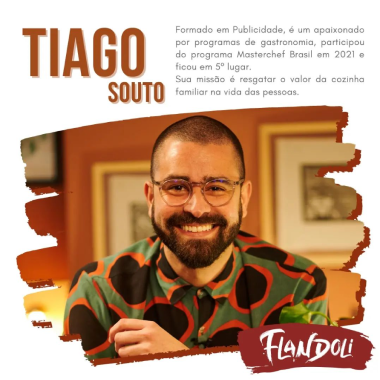 TIAGO
SOUTO
Formado em Publicidade, é um apaixonado
por programas de gastronomia, participou
do programa Masterchef Brasil em 2021 e
ficou em 5º lugar.
Sua missão é resgatar o valor da cozinha
familiar na vida das pessoas.
FLANDOLI